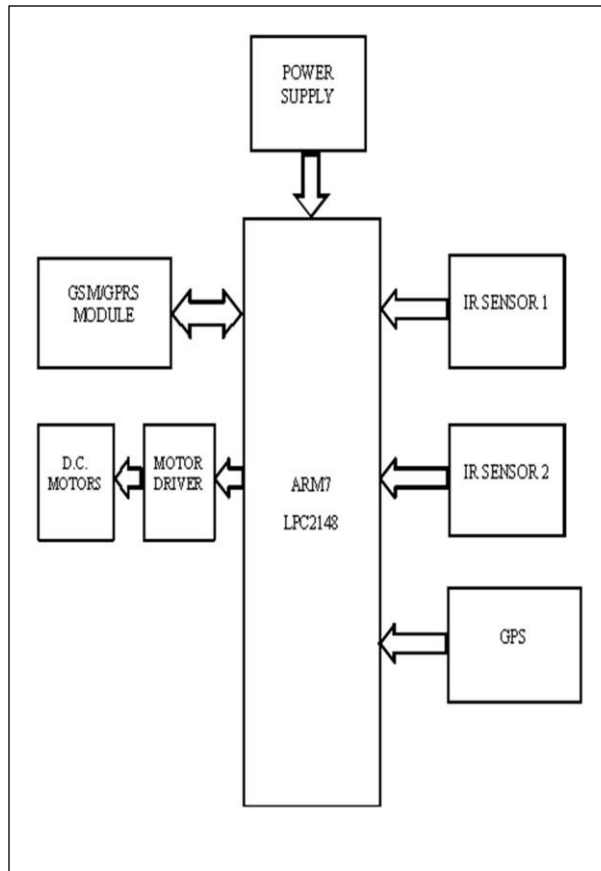 POWER
SUPPLY
GSM/GPRS
MODULE
IR SENSOR 1
D.C.
MOTORS
MOTOR
DRIVER
ARM7
LPC2148
IR SENSOR 2
GPS